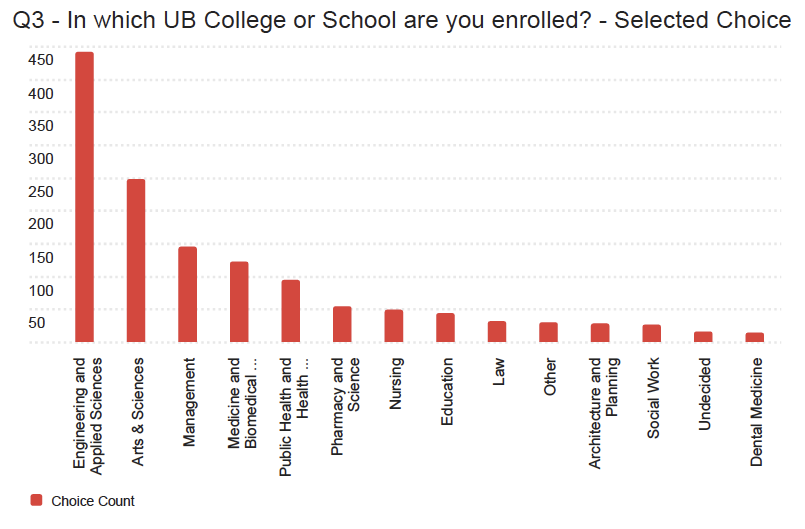 Q3 - In which UB College or School are you enrolled? - Selected Choice
450
400
350
300
250
200
150
100
50
Engineering and
Applied Sciences
Arts & Sciences
Management
Medicine and
Biomedical ...
Public Health and
Health ...
Pharmacy and
Science
Nursing
Education
Law
Other
Architecture and
Planning
Social Work
Undecided
Dental Medicine
Choice Count